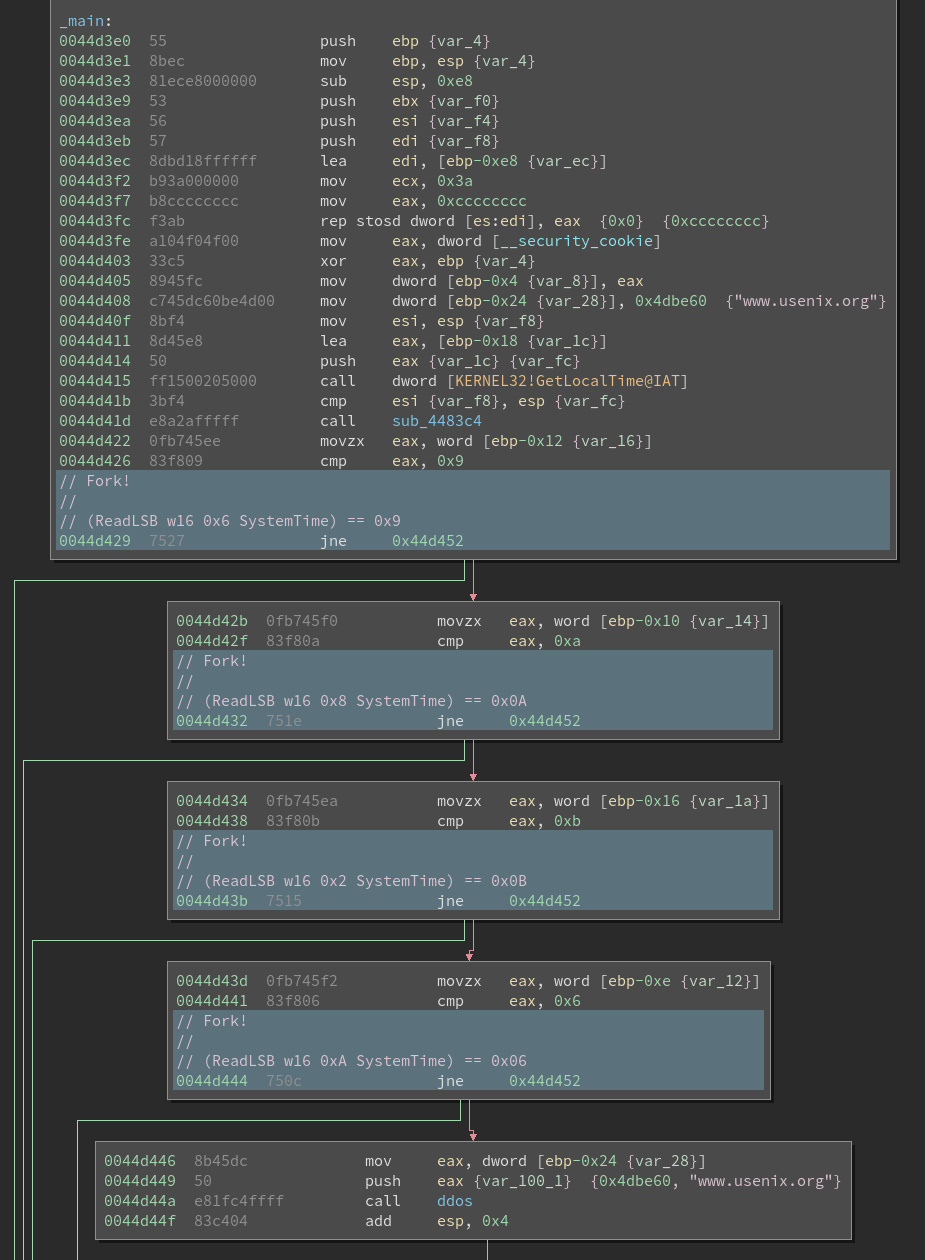 _main:
0044d3e0 55 push ebp {var_4}
0044d3e1 8bec mov ebp, esp {var_4}
0044d3e3 81ece8000000 sub esp, 0xe8
0044d3e9 53 push ebx {var_f0}
0044d3ea 56 push esi {var_f4}
0044d3eb 57 push edi {var_f8}
0044d3ec 8dbd18ffffff lea edi, [ebp-0xe8 {var_ec}]
0044d3f2 b93a000000 mov ecx, 0x3a
0044d3f7 b8cccccccc mov eax, 0xcccccccc
0044d3fc f3ab rep stosd dword [es:edi], eax {0x0} {0xcccccccc}
0044d3fe a104f04f00 mov eax, dword [__security_cookie]
0044d403 33c5 xor eax, ebp {var_4}
0044d405 8945fc mov dword [ebp-0x4 {var_8}], eax
0044d408 c745dc60be4d00 mov dword [ebp-0x24 {var_28}], 0x4dbe60 {"www.usenix.org"}
0044d40f 8bf4 mov esi, esp {var_f8}
0044d411 8d45e8 lea eax, [ebp-0x18 {var_1c}]
0044d414 50 push eax {var_1c} {var_fc}
0044d415 ff1500205000 call dword [KERNEL32!GetLocalTime@IAT]
0044d41b 3bf4 cmp esi {var_f8}, esp {var_fc}
0044d41d e8a2afffff call sub_4483c4
0044d422 0fb745ee movzx eax, word [ebp-0x12 {var_16}]
0044d426 83f809 cmp eax, 0x9
// Fork!
//
// (ReadLSB w16 0x6 SystemTime) == 0x9
0044d429 7527 jne 0x44d452
0044d42b 0fb745f0 movzx eax, word [ebp-0x10 {var_14}]
0044d42f 83f80a cmp eax, 0xa
// Fork!
//
// (ReadLSB w16 0x8 SystemTime) == 0x0A
0044d432 751e jne 0x44d452
0044d434 0fb745ea movzx eax, word [ebp-0x16 {var_1a}]
0044d438 83f80b cmp eax, 0xb
// Fork!
//
// (ReadLSB w16 0x2 SystemTime) == 0x0B
0044d43b 7515 jne 0x44d452
0044d43d 0fb745f2 movzx eax, word [ebp-0xe {var_12}]
0044d441 83f806 cmp eax, 0x6
// Fork!
//
// (ReadLSB w16 0xA SystemTime) == 0x06
0044d444 750c jne 0x44d452
0044d446 8b45dc mov eax, dword [ebp-0x24 {var_28}]
0044d449 50 push eax {var_100_1} {0x4dbe60, "www.usenix.org"}
0044d44a e81fc4ffff call ddos
0044d44f 83c404 add esp, 0x4